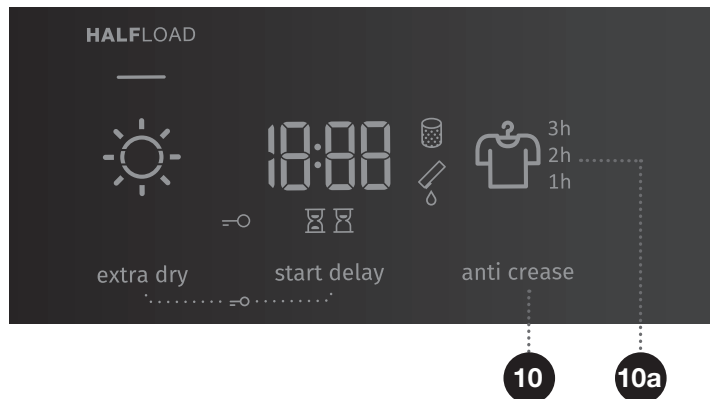 HALFLOAD
18:88
3h
2h
1h
extra dry
start delay
anti crease
10
10a